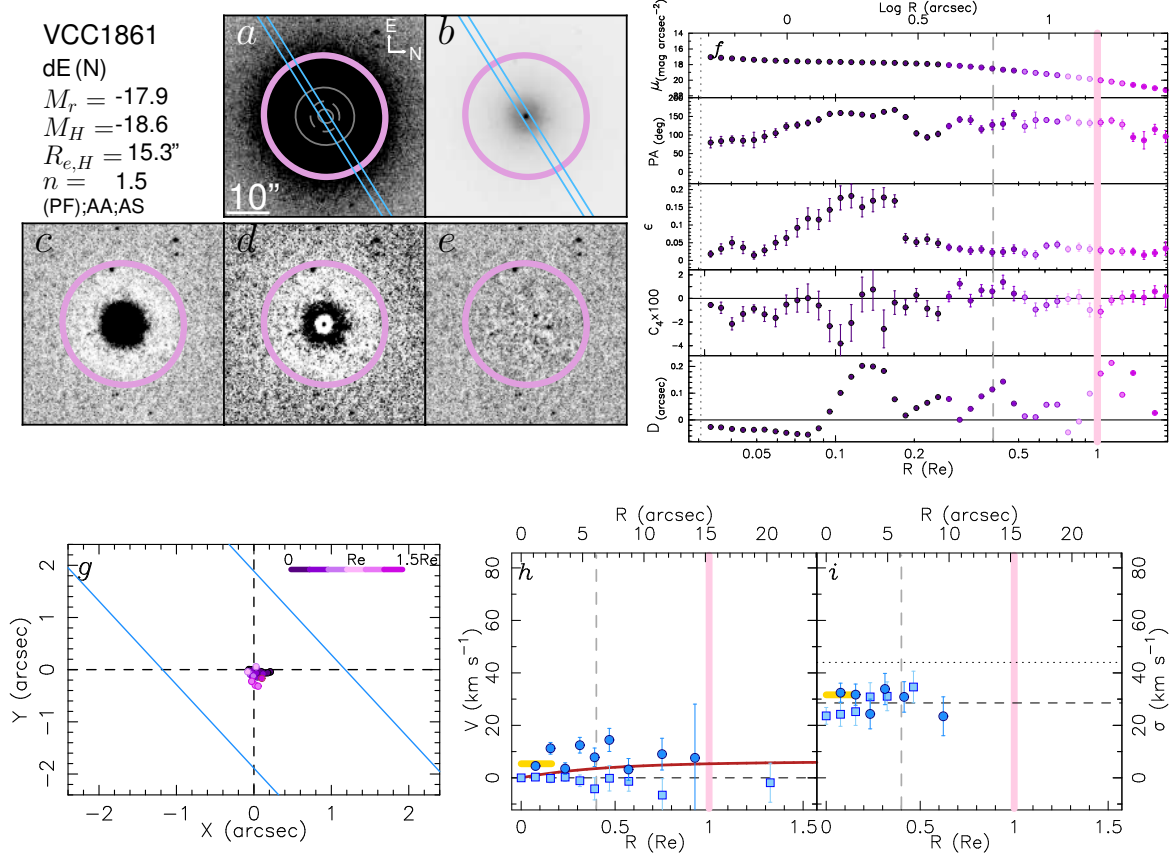 VCC1861
dE (N)
M_r = -17.9
M_H = -18.6
R_{e,H} = 15.3"
n = 1.5
(PF);AA;AS
a
E
N
10"
b
c
d
e
Log R (arcsec)
0 0.5 1
f
μ(mag arcsec⁻²)
14
16
18
20
22
PA (deg)
200
150
100
50
0
ε
0.2
0.15
0.1
0.05
C₄x100
2
0
−2
−4
D(arcsec)
0.2
0.1
0
0.05 0.1 0.2 0.5 1
R (Re)
g
0 Re 1.5Re
Y (arcsec)
2
1
0
−1
−2
−2 −1 0 1 2
X (arcsec)
R (arcsec)
0 5 10 15 20
h
V (km s⁻¹)
80
60
40
20
0
0 0.5 1 1.5
R (Re)
R (arcsec)
0 5 10 15 20
i
80
60
40
20
0
σ (km s⁻¹)
0 0.5 1 1.5
R (Re)